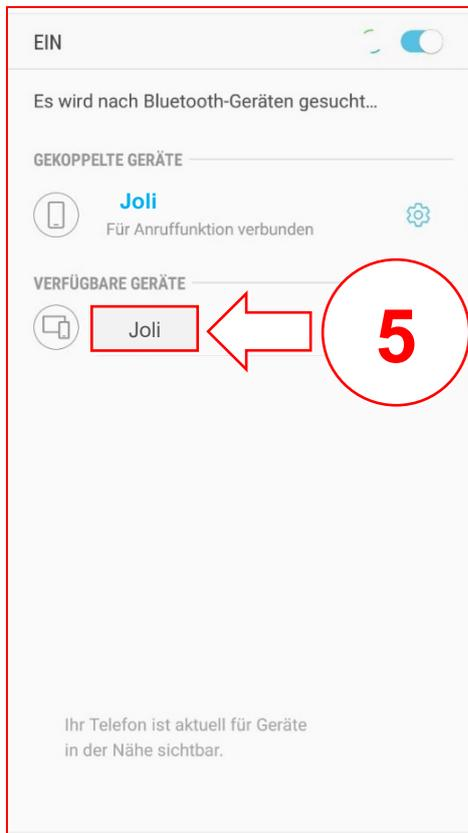 EIN
Es wird nach Bluetooth-Geräten gesucht...
GEKOPPELTE GERÄTE
Joli
Für Anruffunktion verbunden
VERFÜGBARE GERÄTE
Joli
5
Ihr Telefon ist aktuell für Geräte
in der Nähe sichtbar.